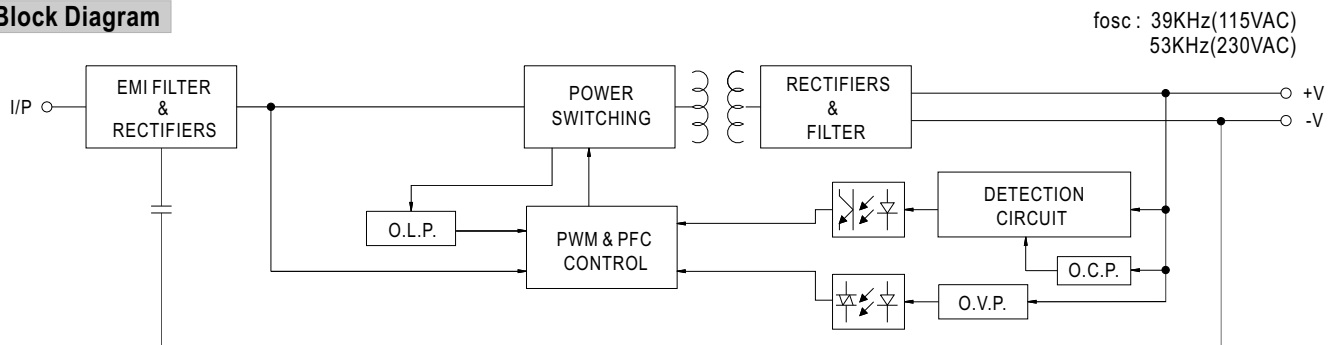 Block Diagram
fosc : 39KHz(115VAC)
53KHz(230VAC)
I/P
EMI FILTER
&
RECTIFIERS
POWER
SWITCHING
RECTIFIERS
&
FILTER
+V
-V
O.L.P.
PWM & PFC
CONTROL
DETECTION
CIRCUIT
O.C.P.
O.V.P.